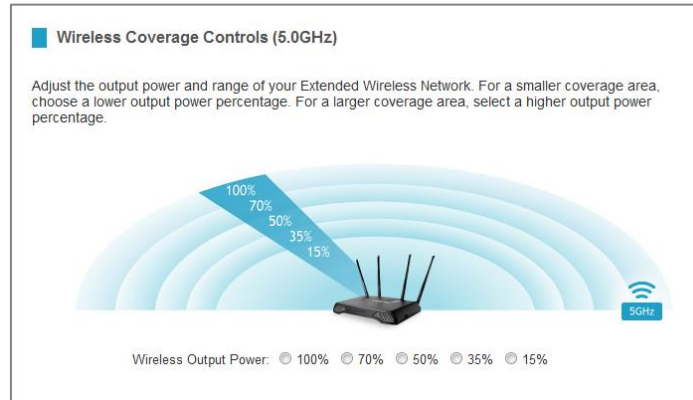 Wireless Coverage Controls (5.0GHz)
Adjust the output power and range of your Extended Wireless Network. For a smaller coverage area,
choose a lower output power percentage. For a larger coverage area, select a higher output power
percentage.
100%
70%
50%
35%
15%
5GHz
Wireless Output Power: 100% 70% 50% 35% 15%